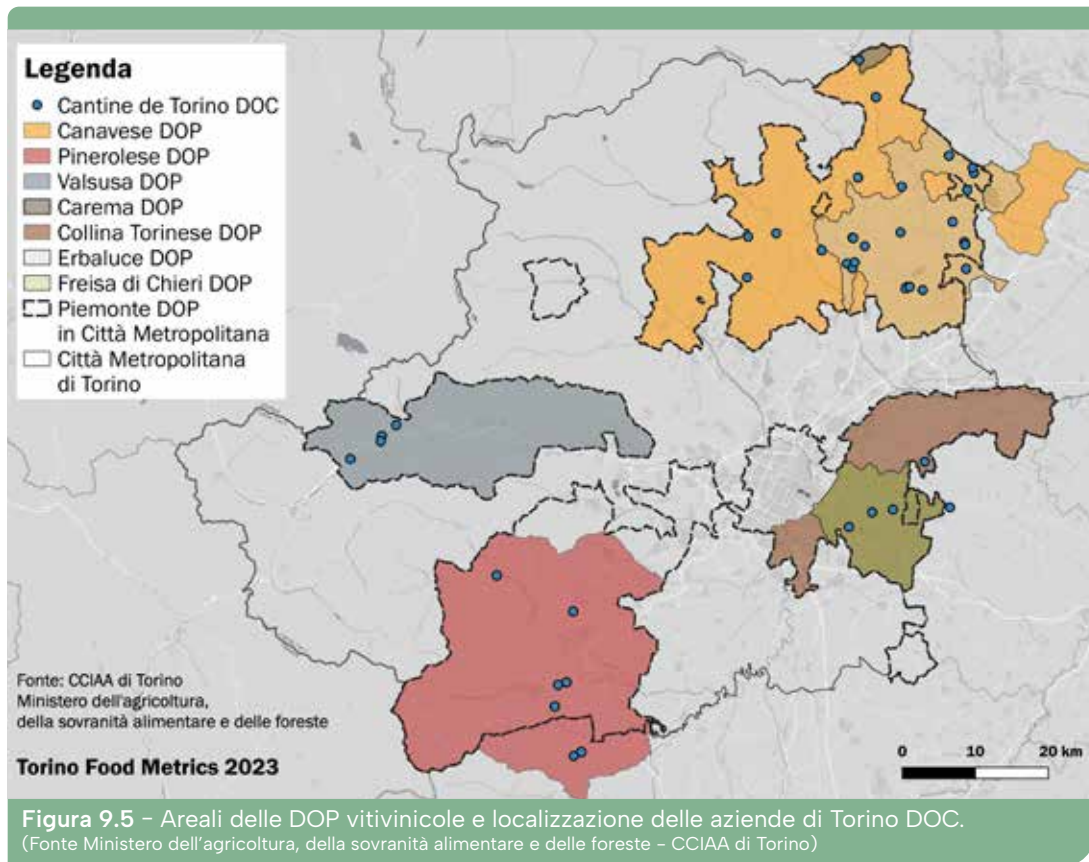 Legenda
Cantine de Torino DOC
Canavese DOP
Pinerolese DOP
Valsusa DOP
Carema DOP
Collina Torinese DOP
Erbaluce DOP
Freisa di Chieri DOP
Piemonte DOP
in Città Metropolitana
Città Metropolitana
di Torino
Fonte: CCIAA di Torino
Ministero dell'agricoltura,
della sovranità alimentare e delle foreste
Torino Food Metrics 2023
0 10 20 km
Figura 9.5 – Areali delle DOP vitivinicole e localizzazione delle aziende di Torino DOC.
(Fonte Ministero dell'agricoltura, della sovranità alimentare e delle foreste – CCIAA di Torino)